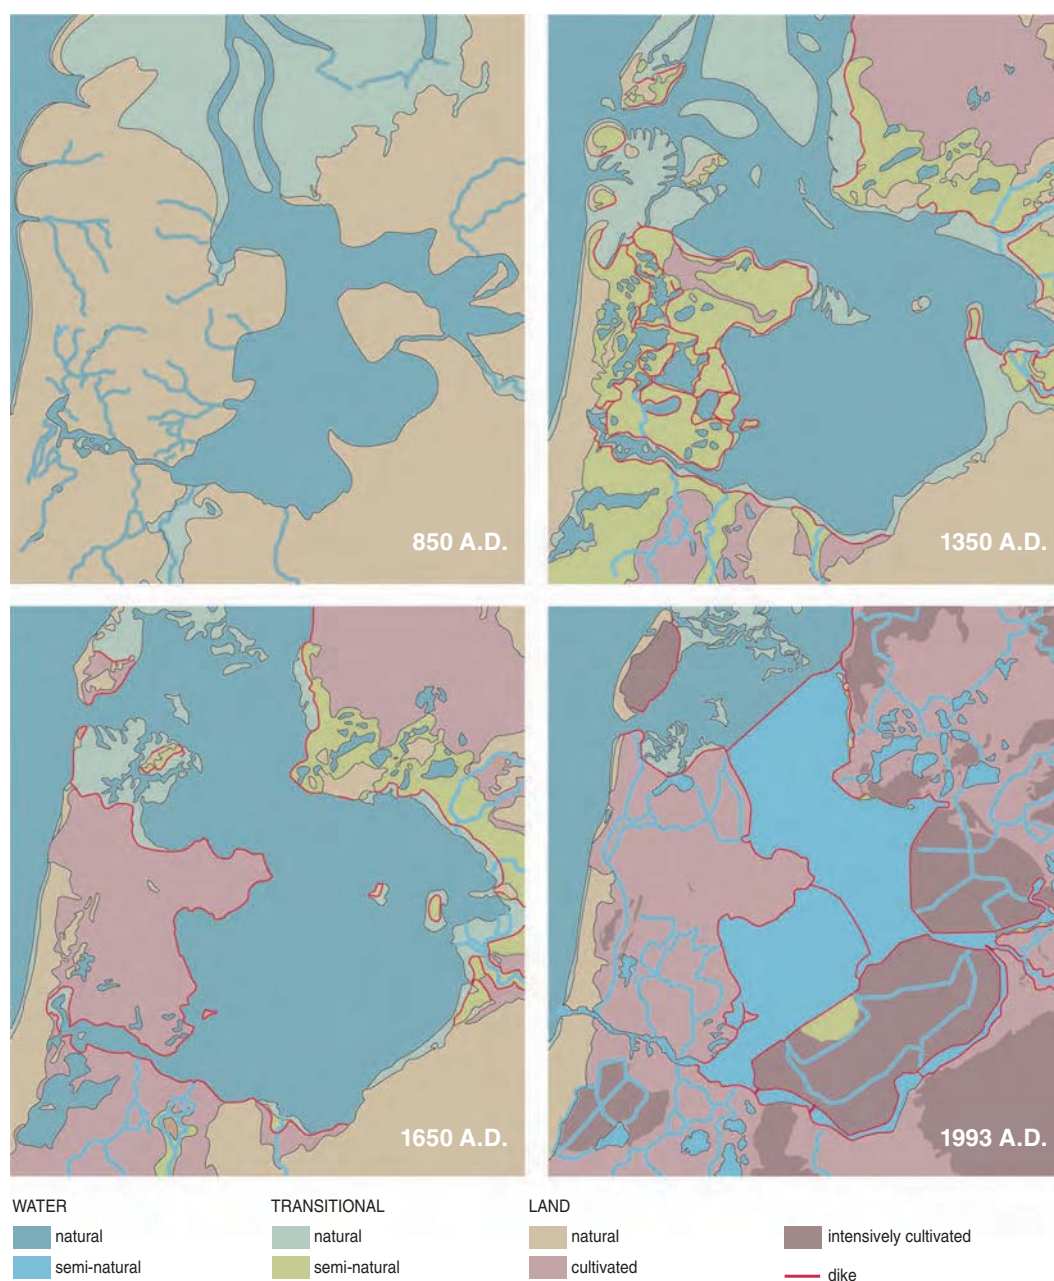 850 A.D.
1350 A.D.
1650 A.D.
1993 A.D.
WATER
natural
semi-natural
TRANSITIONAL
natural
semi-natural
LAND
natural
cultivated
intensively cultivated
dike